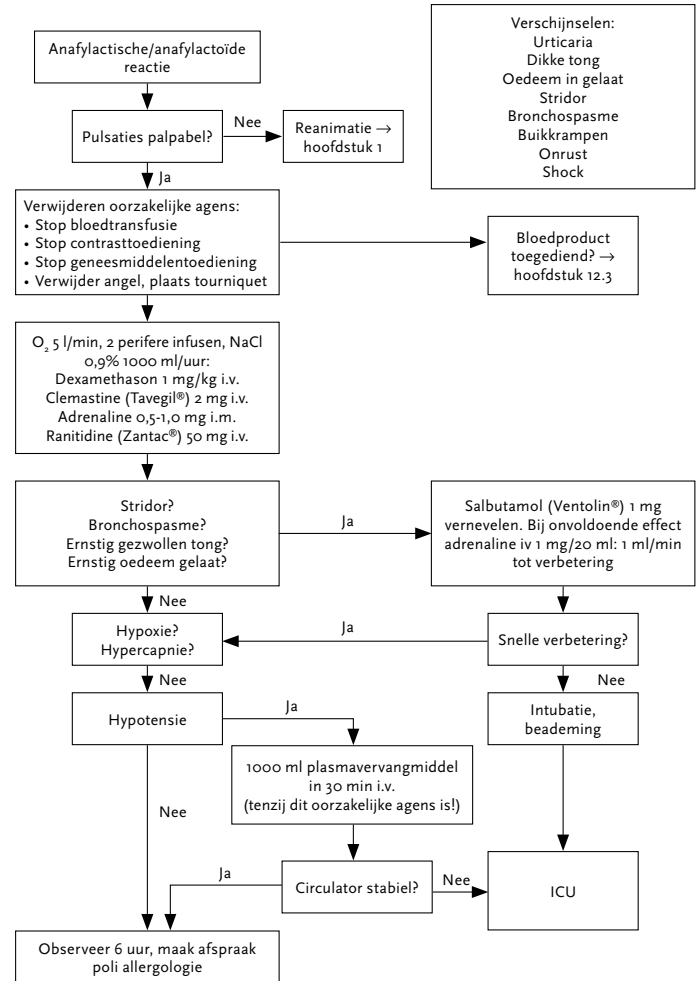 Anafylactische/anafylactoïde
reactie
Verschijnselen:
Urticaria
Dikke tong
Oedeem in gelaat
Stridor
Bronchospasme
Buikkrampen
Onrust
Shock
Pulsaties palpabel?
Nee
Reanimatie →
hoofdstuk 1
Ja
Verwijderen oorzakelijke agens:
• Stop bloedtransfusie
• Stop contrasttoediening
• Stop geneesmiddelentoediening
• Verwijder angel, plaats tourniquet
Bloedproduct
toegediend? →
hoofdstuk 12.3
O₂ 5 l/min, 2 perifere infusen, NaCl
0,9% 1000 ml/uur:
Dexamethason 1 mg/kg i.v.
Clemastine (Tavegil®) 2 mg i.v.
Adrenaline 0,5-1,0 mg i.m.
Ranitidine (Zantac®) 50 mg i.v.
Stridor?
Bronchospasme?
Ernstig gezwollen tong?
Ernstig oedeem gelaat?
Ja
Salbutamol (Ventolin®) 1 mg
vernevelen. Bij onvoldoende effect
adrenaline iv 1 mg/20 ml: 1 ml/min
tot verbetering
Nee
Hypoxie?
Hypercapnie?
Ja
Snelle verbetering?
Nee
Nee
Hypotensie
Ja
Intubatie,
beademing
1000 ml plasmavervangmiddel
in 30 min i.v.
(tenzij dit oorzakelijke agens is!)
Nee
Ja
Circulator stabiel?
Nee
ICU
Observeer 6 uur, maak afspraak
poli allergologie